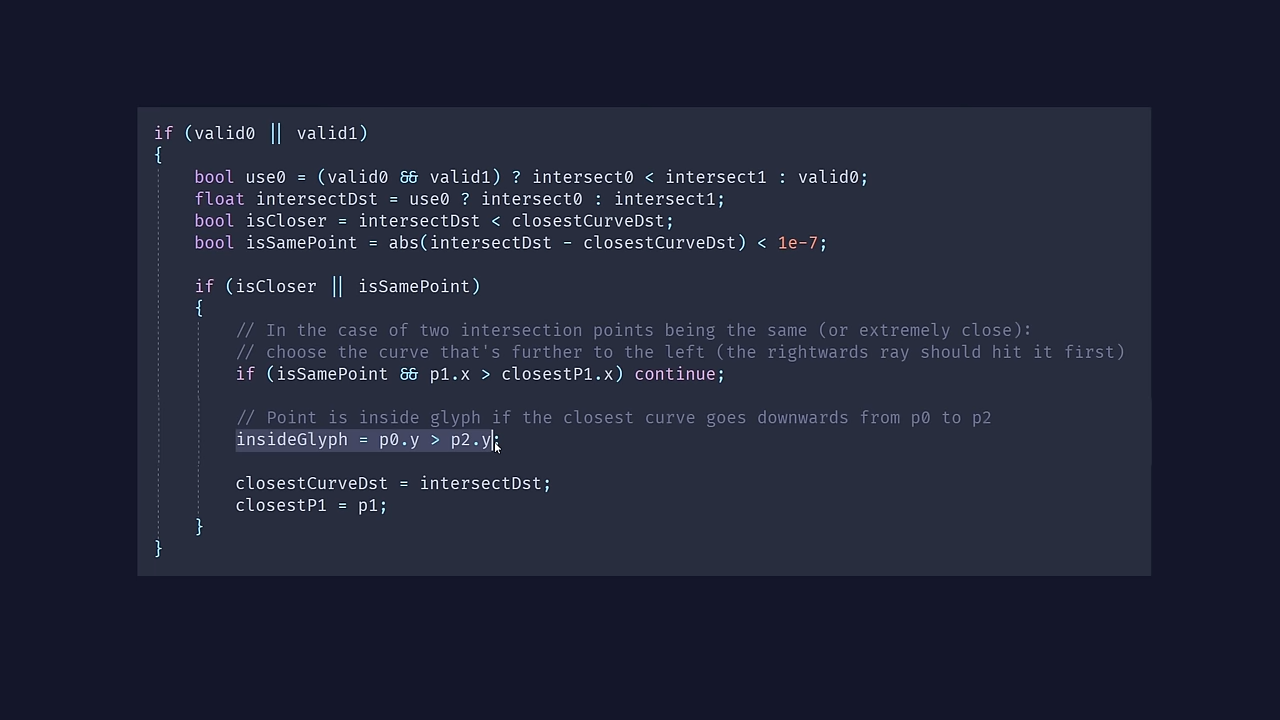 if (valid0 || valid1)
{
bool use0 = (valid0 && valid1) ? intersect0 < intersect1 : valid0;
float intersectDst = use0 ? intersect0 : intersect1;
bool isCloser = intersectDst < closestCurveDst;
bool isSamePoint = abs(intersectDst - closestCurveDst) < 1e-7;
if (isCloser || isSamePoint)
{
// In the case of two intersection points being the same (or extremely close):
// choose the curve that's further to the left (the rightwards ray should hit it first)
if (isSamePoint && p1.x > closestP1.x) continue;
// Point is inside glyph if the closest curve goes downwards from p0 to p2
insideGlyph = p0.y > p2.y;
closestCurveDst = intersectDst;
closestP1 = p1;
}
}